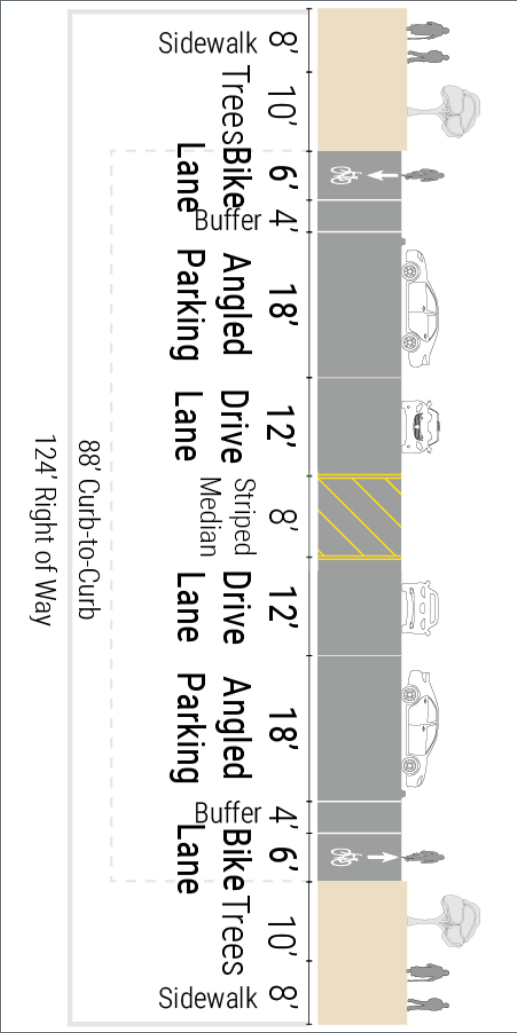 Sidewalk
8’
Trees
10’
Bike
Lane
6’
Buffer
4’
Angled
Parking
18’
Drive
Lane
12’
Striped
Median
8’
Drive
Lane
12’
Angled
Parking
18’
Buffer
4’
Bike
Lane
6’
Trees
10’
Sidewalk
8’
88’ Curb-to-Curb
124’ Right of Way